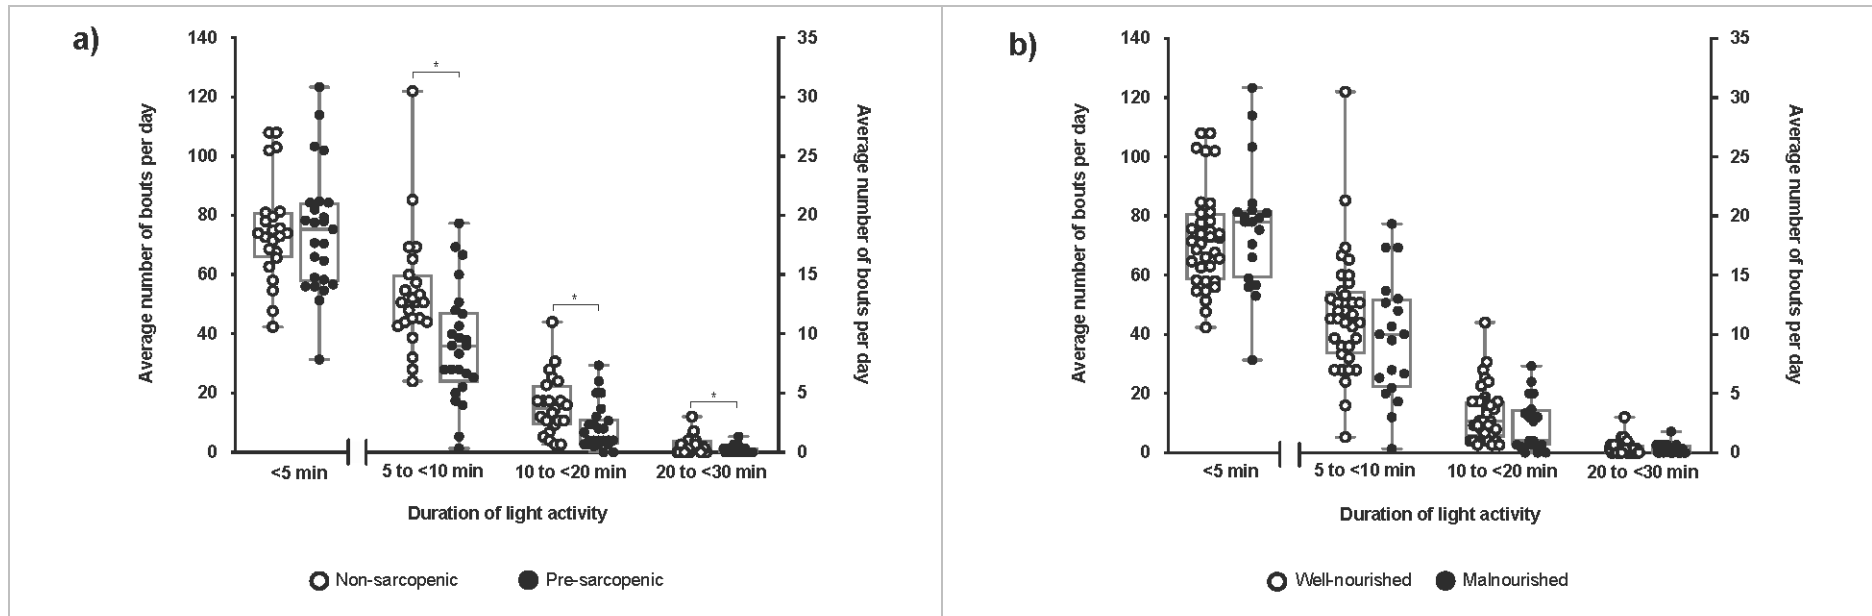 a)
Average number of bouts per day
140
120
100
80
60
40
20
0
35
30
25
20
15
10
5
0
Average number of bouts per day
*
*
*
<5 min
5 to <10 min
10 to <20 min
20 to <30 min
Duration of light activity
Non-sarcopenic
Pre-sarcopenic
b)
Average number of bouts per day
140
120
100
80
60
40
20
0
35
30
25
20
15
10
5
0
Average number of bouts per day
<5 min
5 to <10 min
10 to <20 min
20 to <30 min
Duration of light activity
Well-nourished
Malnourished